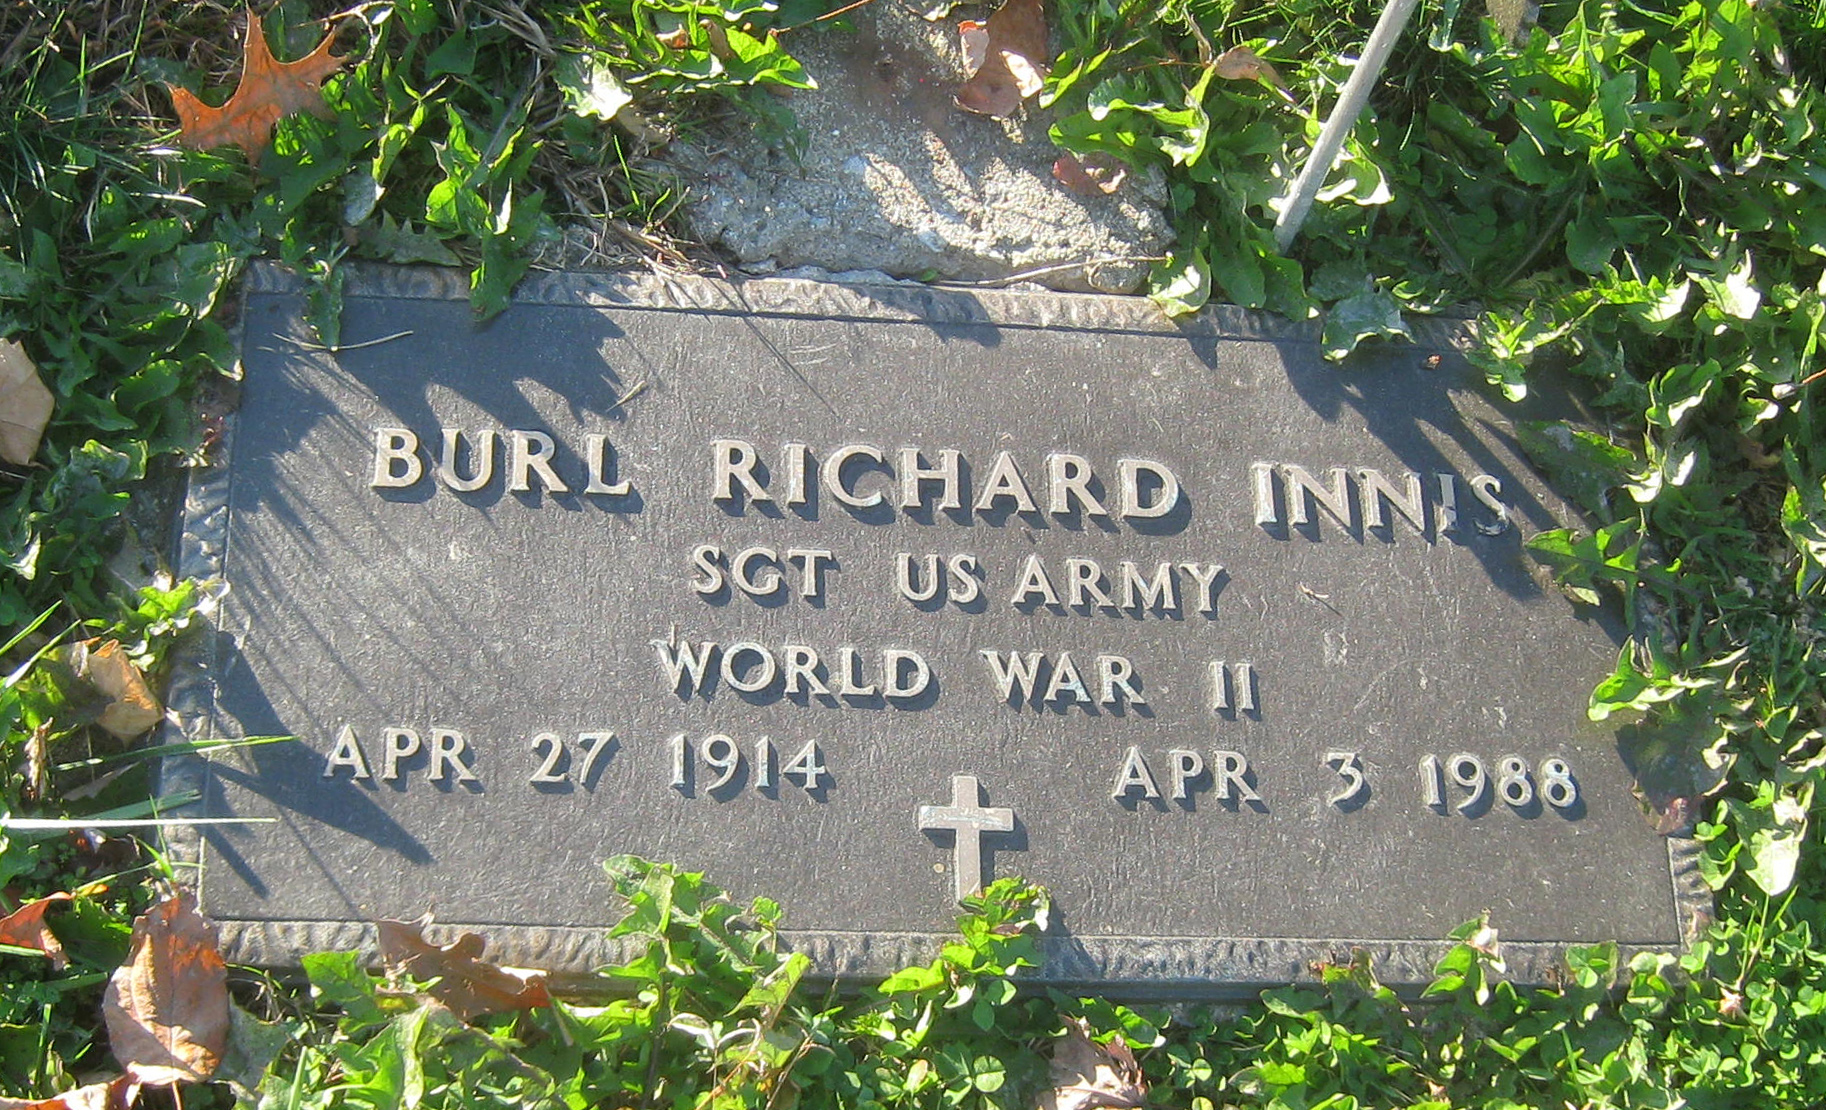 BURL RICHARD INNIS
SGT US ARMY
WORLD WAR II
APR 27 1914 APR 3 1988